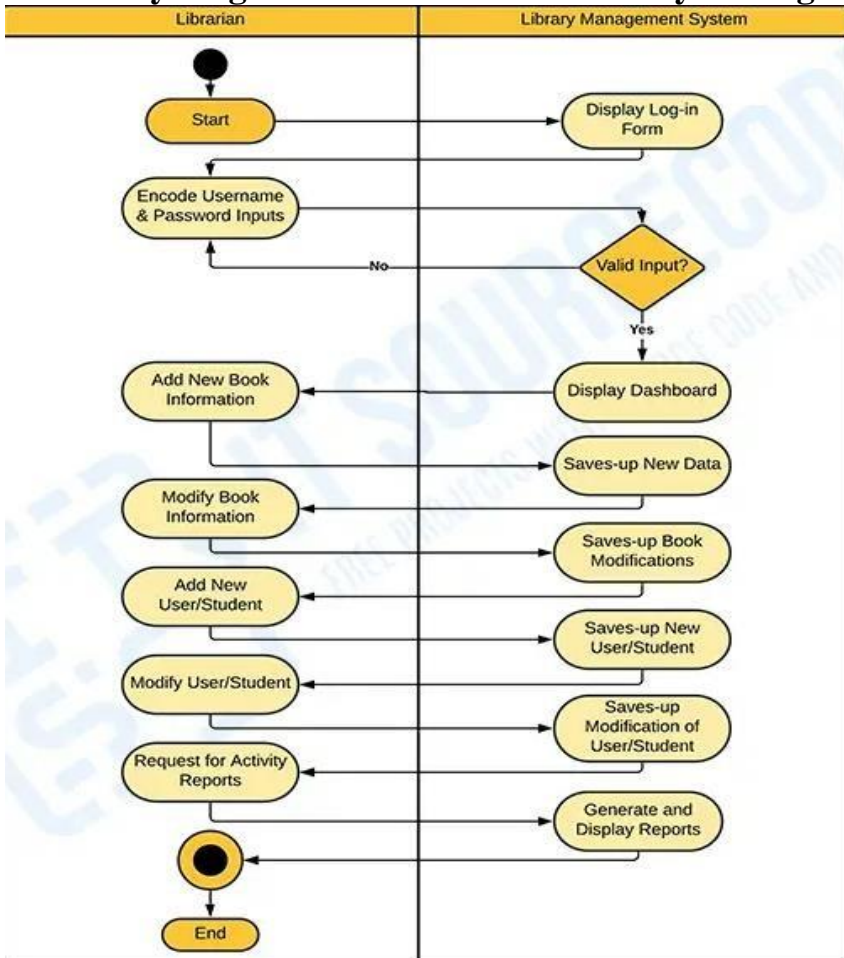 Librarian
Library Management System
Start
Display Log-in
Form
Encode Username
& Password Inputs
Valid Input?
No
Yes
Display Dashboard
Add New Book
Information
Saves-up New Data
Modify Book
Information
Saves-up Book
Modifications
Add New
User/Student
Saves-up New
User/Student
Modify User/Student
Saves-up
Modification of
User/Student
Request for Activity
Reports
Generate and
Display Reports
End